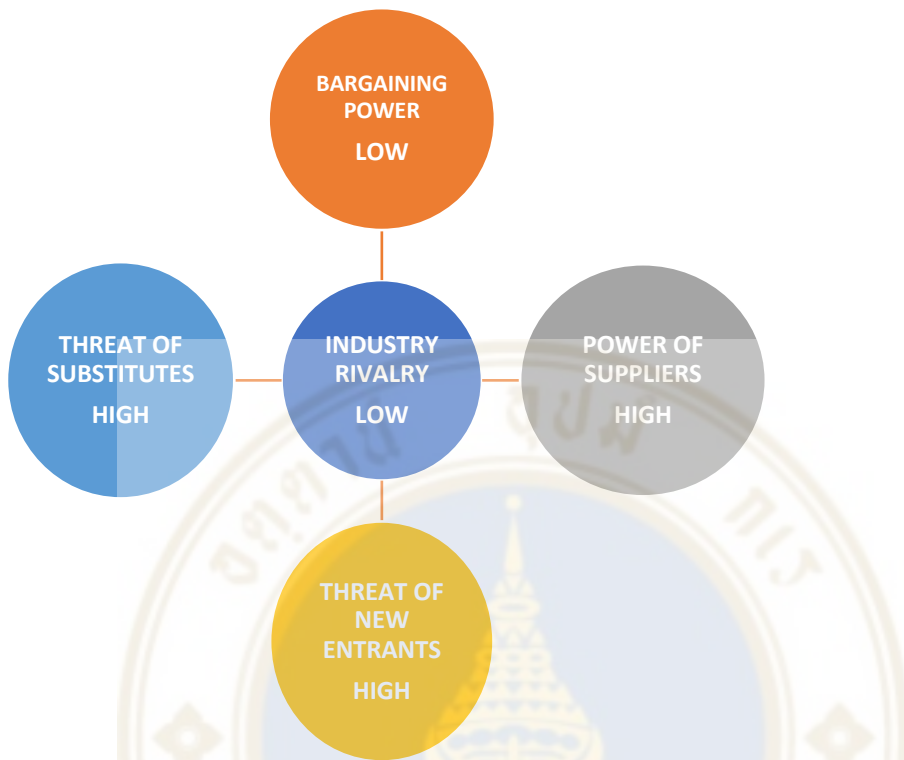 BARGAINING
POWER
LOW
THREAT OF
SUBSTITUTES
HIGH
INDUSTRY
RIVALRY
LOW
POWER OF
SUPPLIERS
HIGH
THREAT OF
NEW
ENTRANTS
HIGH